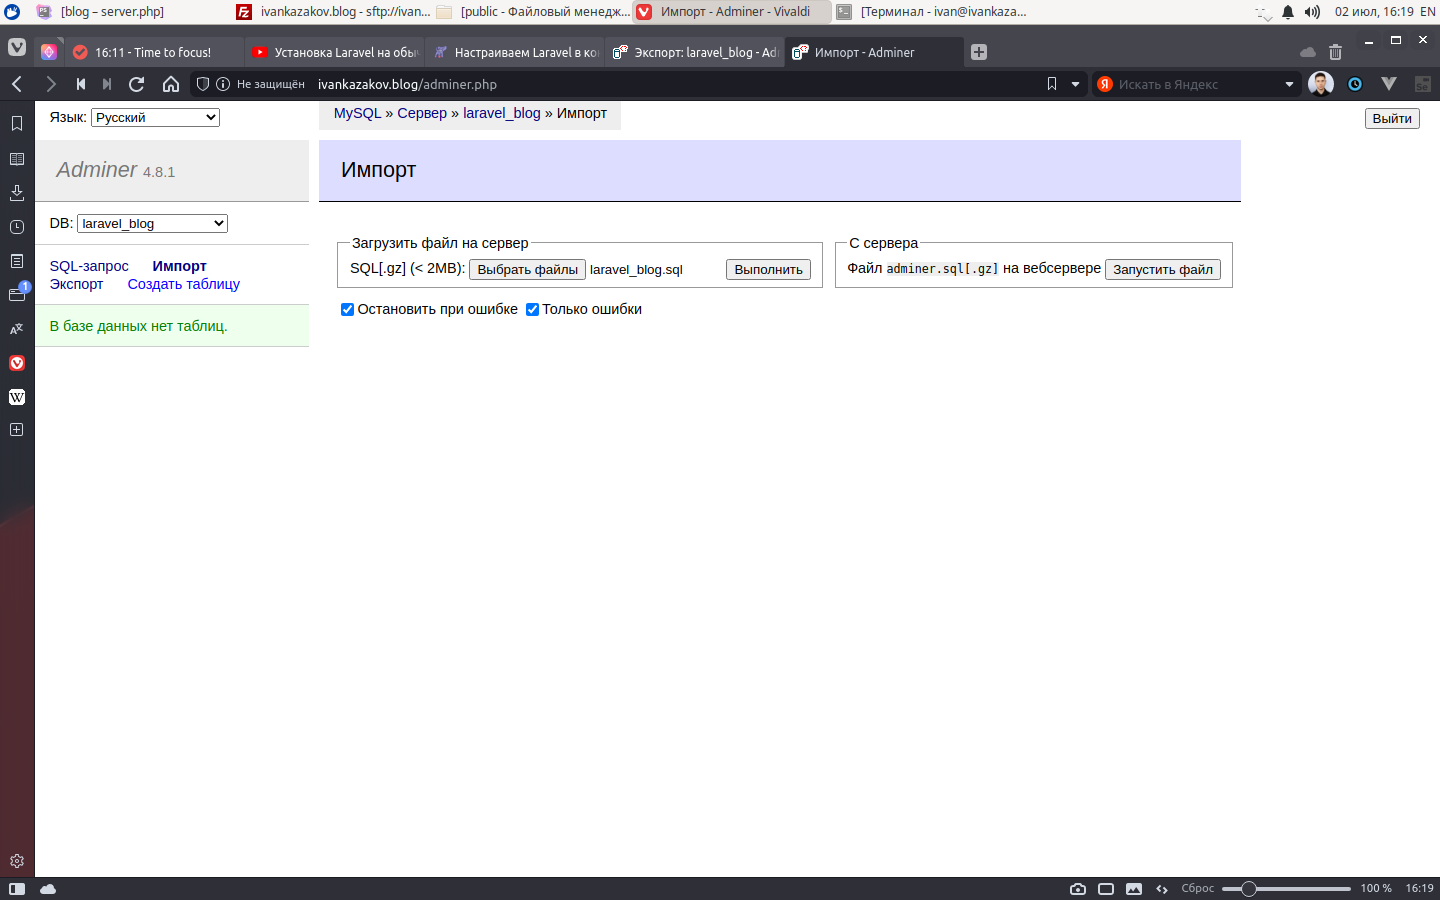 [blog – server.php]
ivankazakov.blog - sftp://ivan...
[public - Файловый менедж...
Импорт - Adminer - Vivaldi
[Терминал - ivan@ivankaza...
02 июл, 16:19 EN
16:11 - Time to focus!
Установка Laravel на обы
Настраиваем Laravel в ко
Экспорт: laravel_blog - Ad
Импорт - Adminer
Не защищён
ivankazakov.blog/adminer.php
Искать в Яндекс
Язык: Русский
MySQL » Сервер » laravel_blog » Импорт
Выйти
Adminer 4.8.1
Импорт
DB: laravel_blog
SQL-запрос Импорт
Экспорт Создать таблицу
В базе данных нет таблиц.
Загрузить файл на сервер
SQL[.gz] (< 2MB): Выбрать файлы laravel_blog.sql Выполнить
С сервера
Файл adminer.sql[.gz] на вебсервере Запустить файл
Остановить при ошибке Только ошибки
1
W
Сброс
100 %
16:19